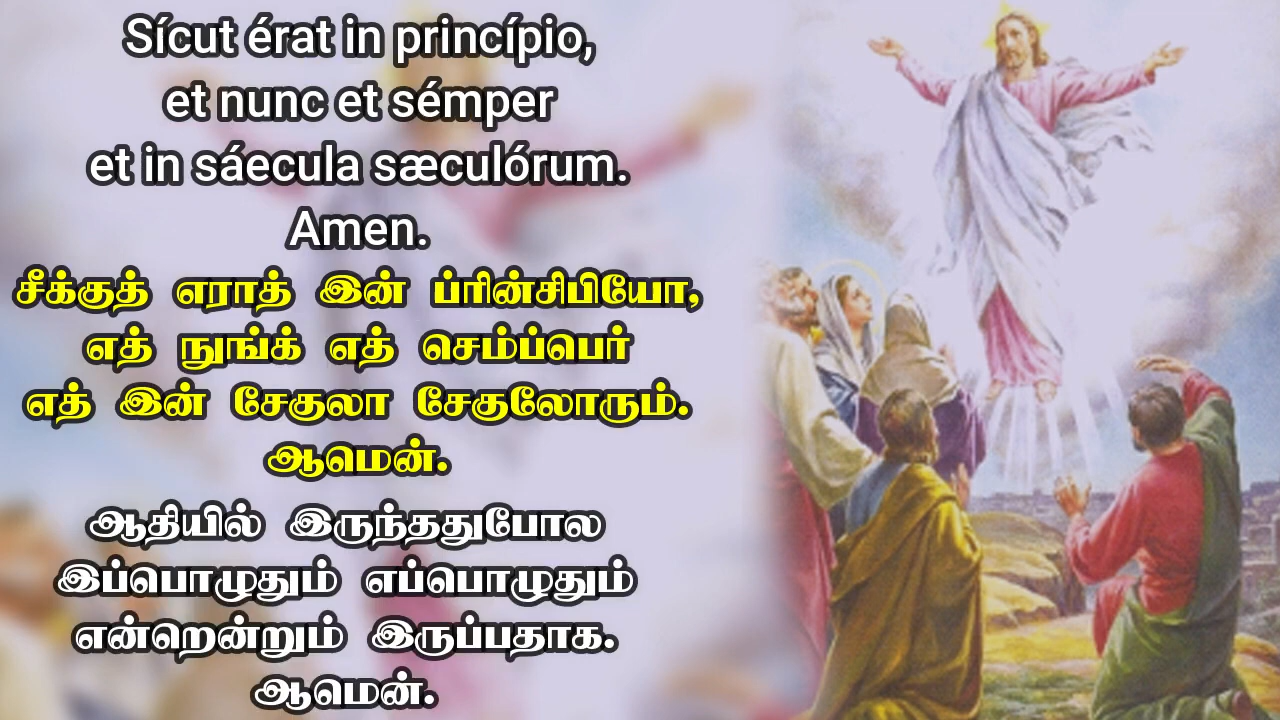 Sícut érat in princípio,
et nunc et sémper
et in sáecula sæculórum.
Amen.
சீக்குத் எராத் இன் ப்ரின்சிபியோ,
எத் நுங்க் எத் செம்ப்பெர்
எத் இன் சேகுலா சேகுலோரும்.
ஆமென்.
ஆதியில் இருந்ததுபோல
இப்பொழுதும் எப்பொழுதும்
என்றென்றும் இருப்பதாக.
ஆமென்.